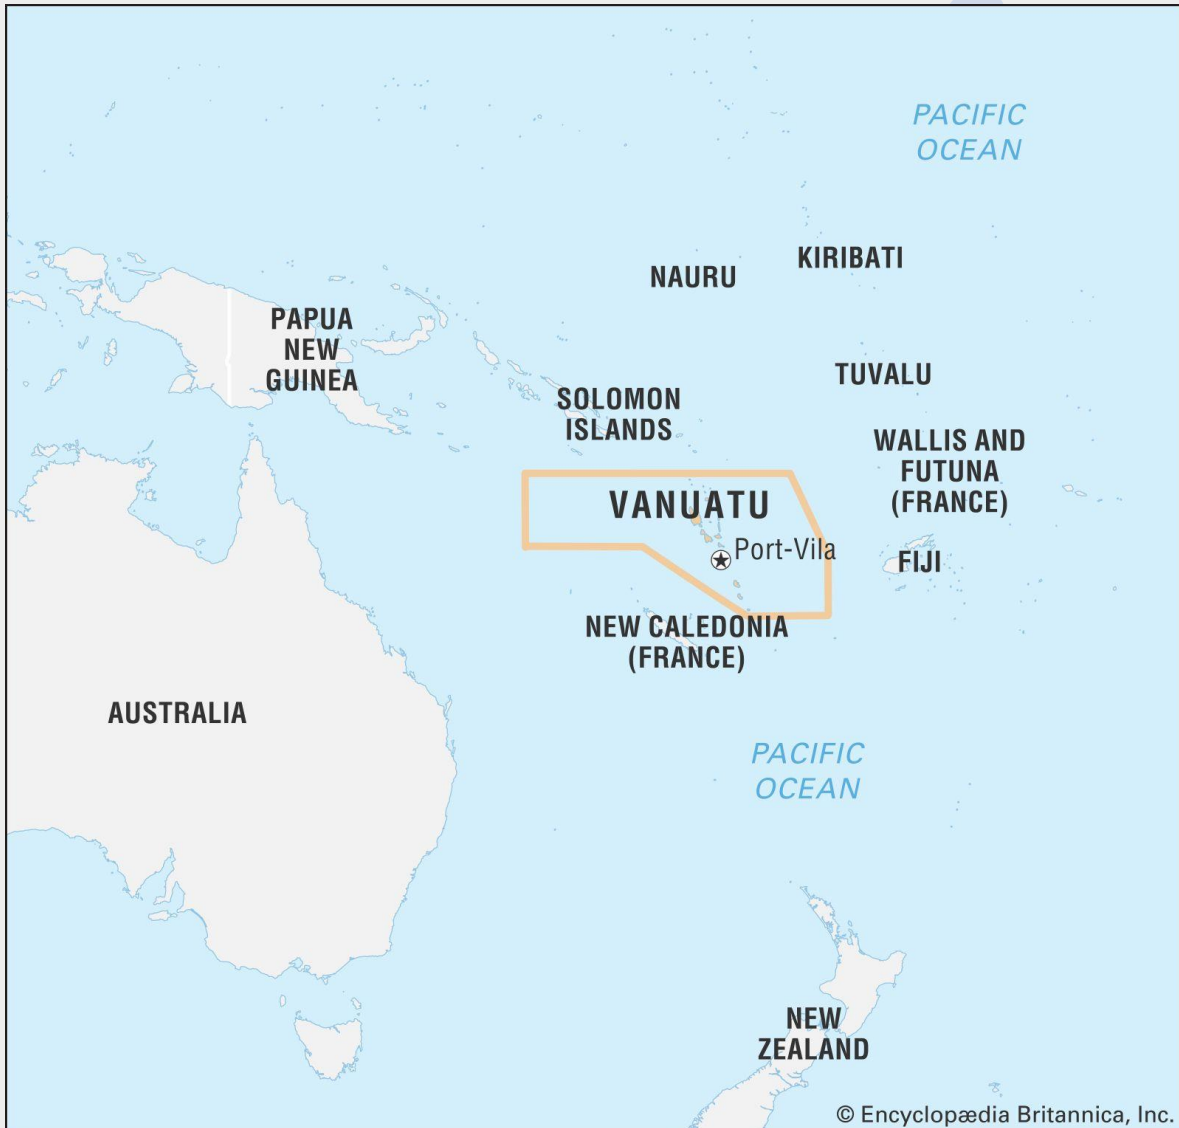 PACIFIC
OCEAN
KIRIBATI
NAURU
PAPUA
NEW
GUINEA
TUVALU
SOLOMON
ISLANDS
WALLIS AND
FUTUNA
(FRANCE)
VANUATU
Port-Vila
FIJI
NEW CALEDONIA
(FRANCE)
AUSTRALIA
PACIFIC
OCEAN
NEW
ZEALAND
© Encyclopædia Britannica, Inc.